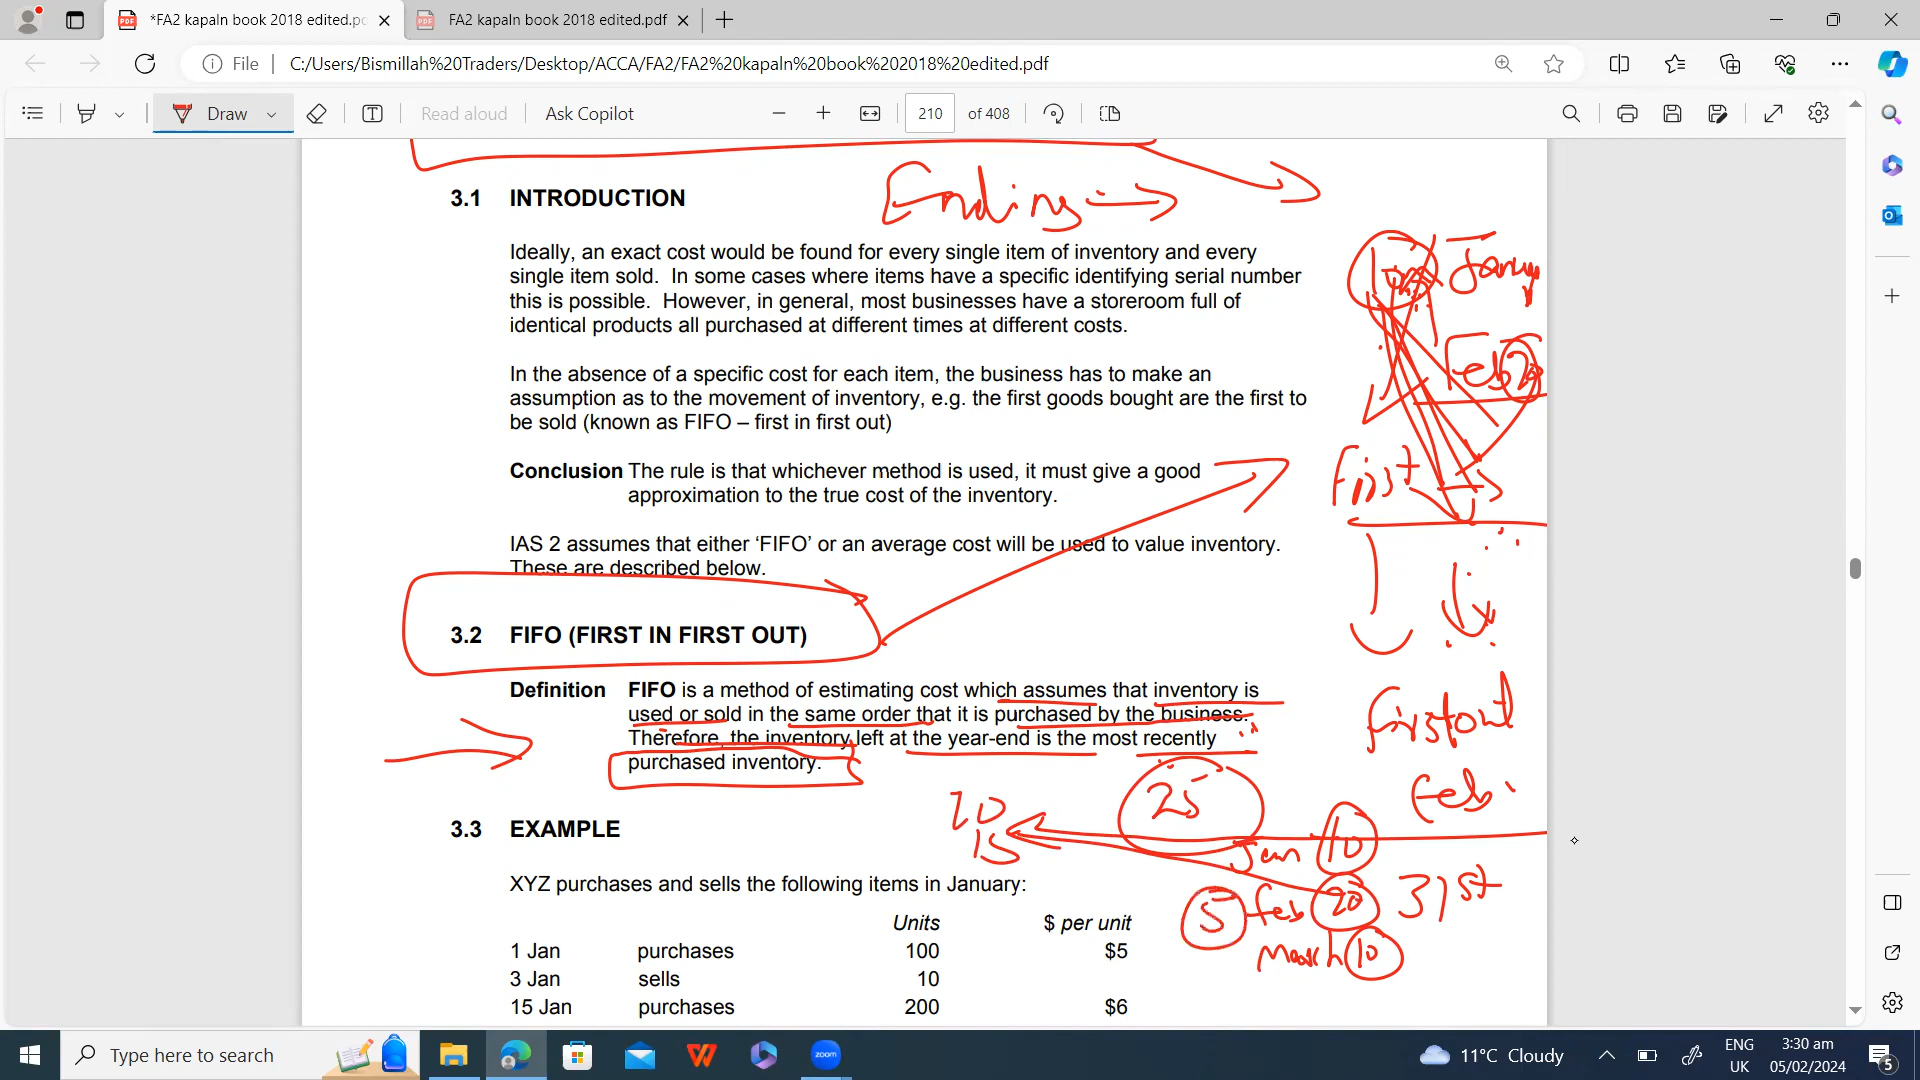 *FA2 kapaln book 2018 edited.pd
FA2 kapaln book 2018 edited.pdf
File
C:/Users/Bismillah%20Traders/Desktop/ACCA/FA2/FA2%20kapaln%20book%202018%20edited.pdf
Draw
Read aloud
Ask Copilot
210 of 408
Ending
3.1 INTRODUCTION
Ideally, an exact cost would be found for every single item of inventory and every
single item sold. In some cases where items have a specific identifying serial number
this is possible. However, in general, most businesses have a storeroom full of
identical products all purchased at different times at different costs.
Feb 20
In the absence of a specific cost for each item, the business has to make an
assumption as to the movement of inventory, e.g. the first goods bought are the first to
be sold (known as FIFO – first in first out)
First
Conclusion The rule is that whichever method is used, it must give a good
approximation to the true cost of the inventory.
IAS 2 assumes that either ‘FIFO’ or an average cost will be used to value inventory.
These are described below.
3.2 FIFO (FIRST IN FIRST OUT)
Definition FIFO is a method of estimating cost which assumes that inventory is
used or sold in the same order that it is purchased by the business.
Therefore, the inventory left at the year-end is the most recently
purchased inventory.
First out
Feb
25
20
15
Jan 10
5 feb 20 31st
March 10
3.3 EXAMPLE
XYZ purchases and sells the following items in January:
Units $ per unit
1 Jan purchases 100 $5
3 Jan sells 10
15 Jan purchases 200 $6
Type here to search
zoom
11°C Cloudy
ENG
UK
3:30 am
05/02/2024
5